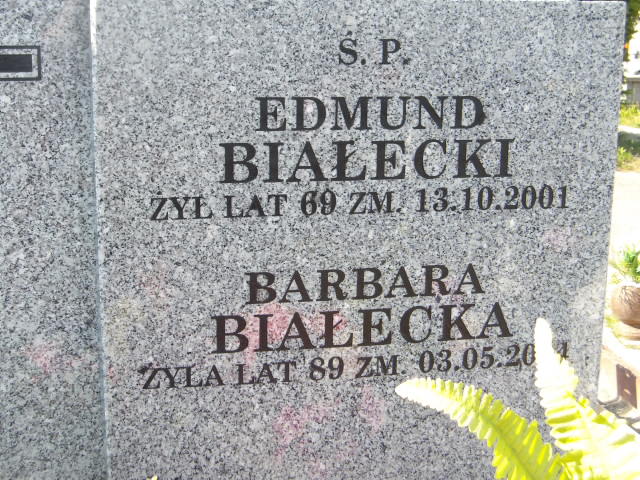 Ś. P.
EDMUND
BIAŁECKI
ŻYŁ LAT 69 ZM. 13.10.2001
BARBARA
BIAŁECKA
ŻYŁA LAT 89 ZM.